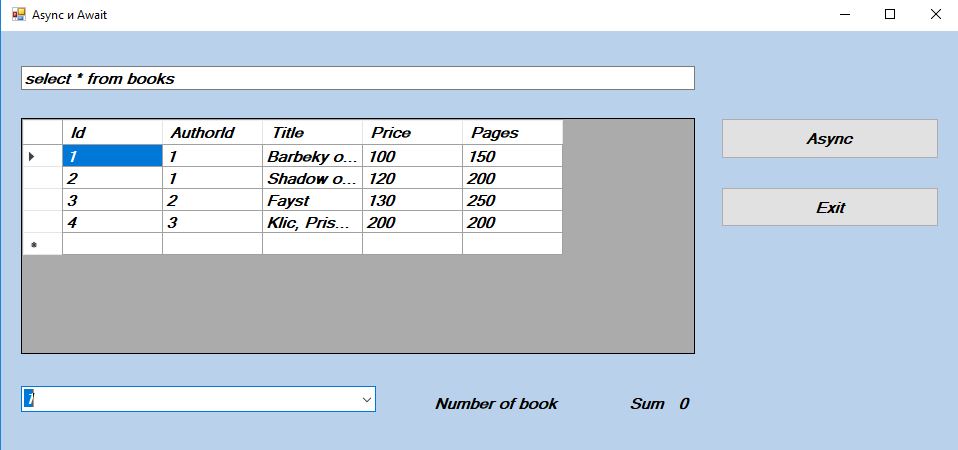 Async и Await
select * from books
Id AuthorId Title Price Pages
1 1 Barbeky o... 100 150
2 1 Shadow o... 120 200
3 2 Fayst 130 250
4 3 Klic, Pris... 200 200
Async
Exit
1
Number of book Sum 0